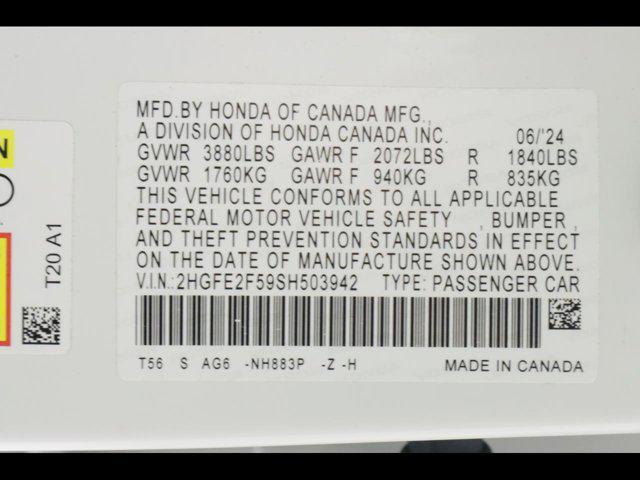 MFD.BY HONDA OF CANADA MFG.,
A DIVISION OF HONDA CANADA INC. 06/'24
GVWR 3880LBS GAWR F 2072LBS R 1840LBS
GVWR 1760KG GAWR F 940KG R 835KG
THIS VEHICLE CONFORMS TO ALL APPLICABLE
FEDERAL MOTOR VEHICLE SAFETY , BUMPER ,
AND THEFT PREVENTION STANDARDS IN EFFECT
ON THE DATE OF MANUFACTURE SHOWN ABOVE.
V.I.N.:2HGFE2F59SH503942 TYPE: PASSENGER CAR
T56 S AG6 -NH883P -Z -H MADE IN CANADA
T20 A1
N